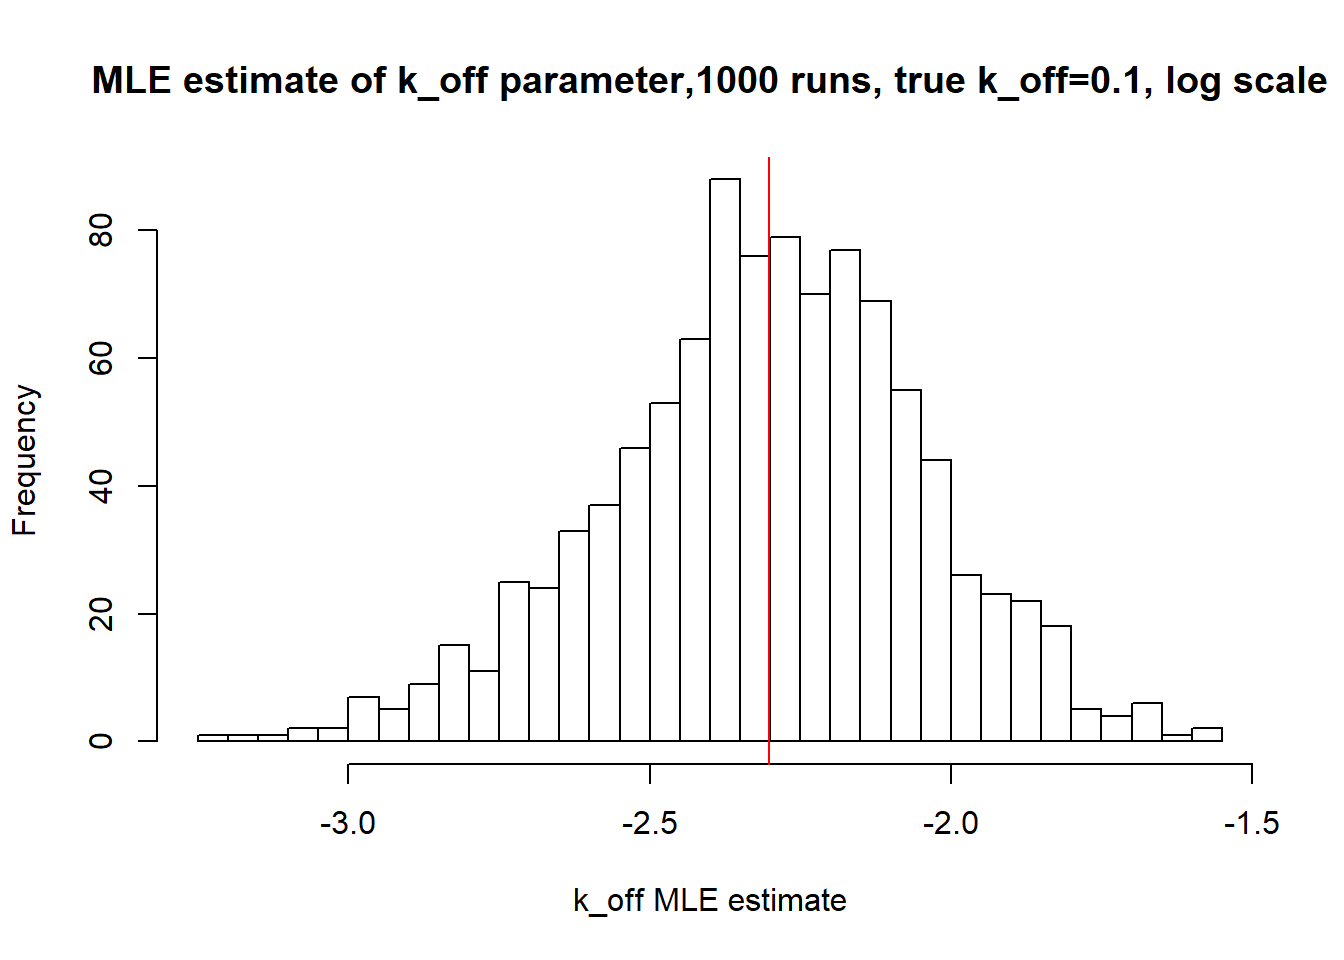 MLE estimate of k_off parameter,1000 runs, true k_off=0.1, log scale
80
60
40
20
0
Frequency
-3.0 -2.5 -2.0 -1.5
k_off MLE estimate